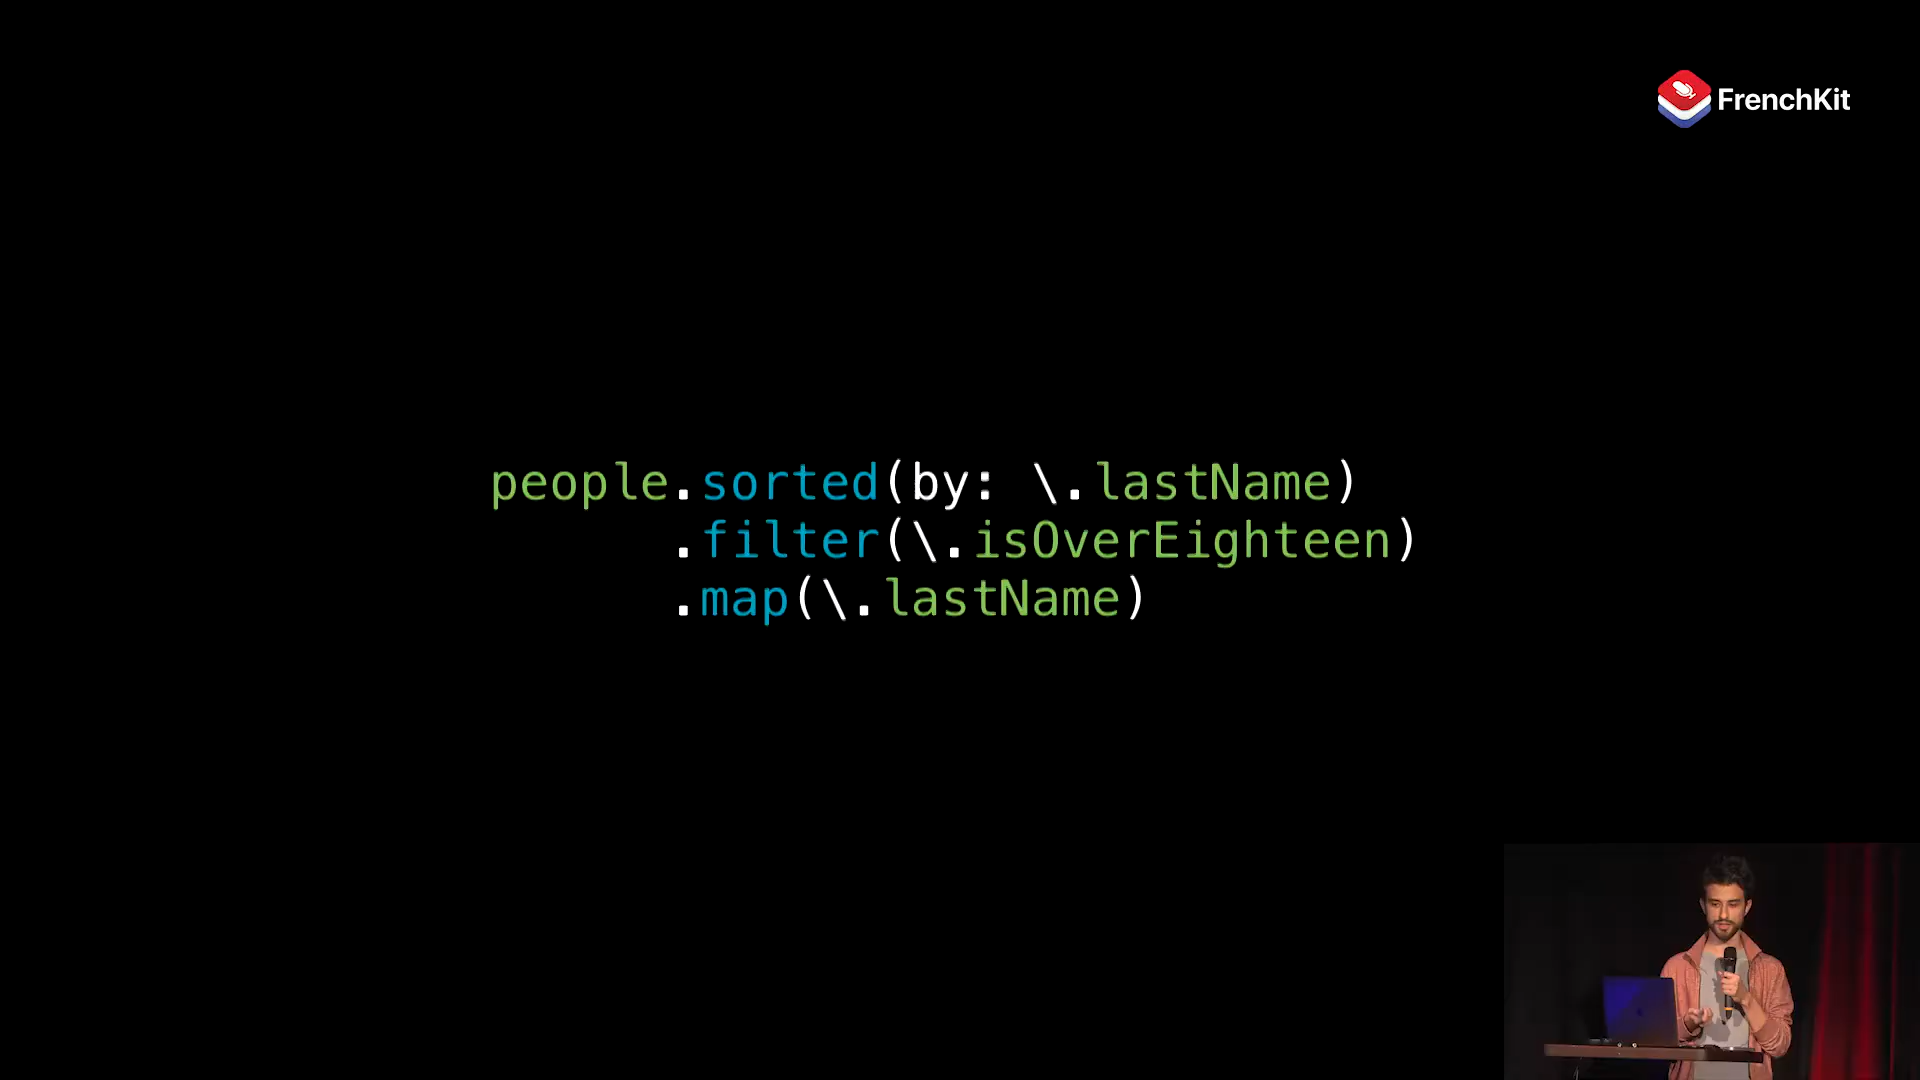 FrenchKit
people.sorted(by: \.lastName)
.filter(\.isOverEighteen)
.map(\.lastName)